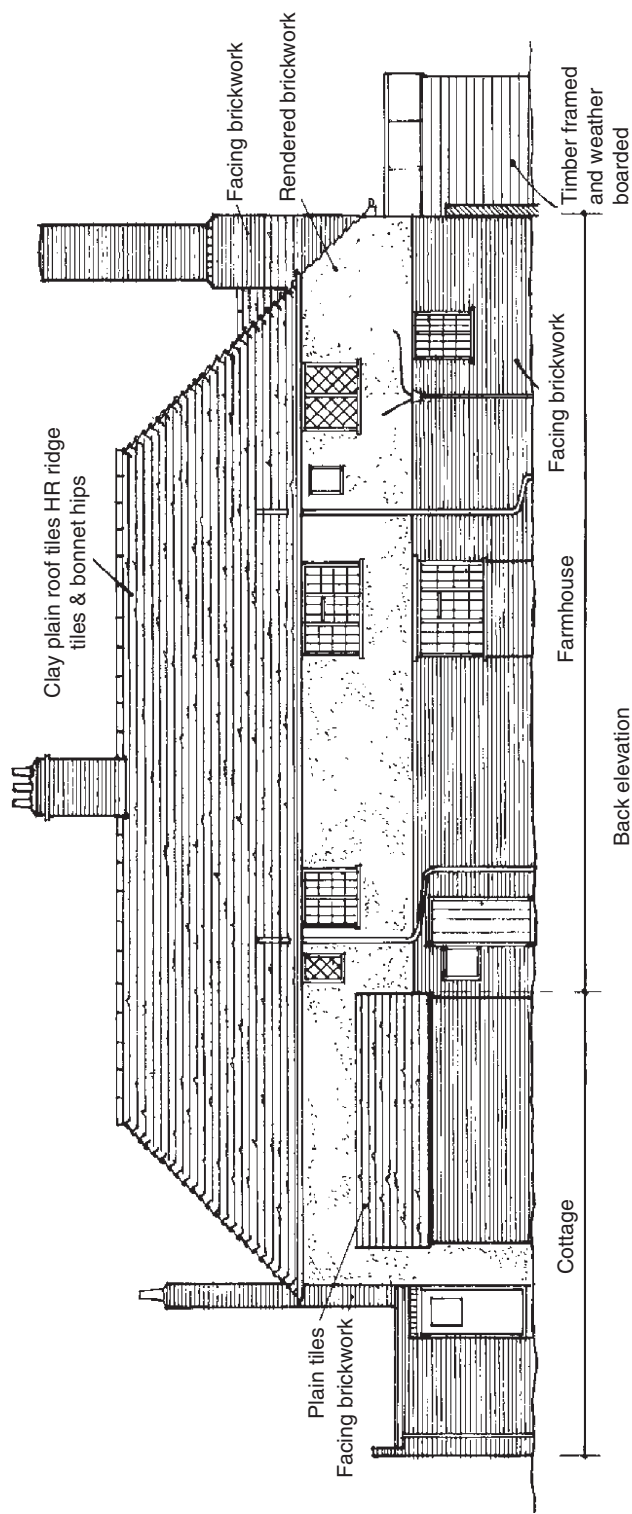 Clay plain roof tiles HR ridge
tiles & bonnet hips
Facing brickwork
Rendered brickwork
Plain tiles
Facing brickwork
Timber framed
and weather
boarded
Facing brickwork
Cottage
Farmhouse
Back elevation